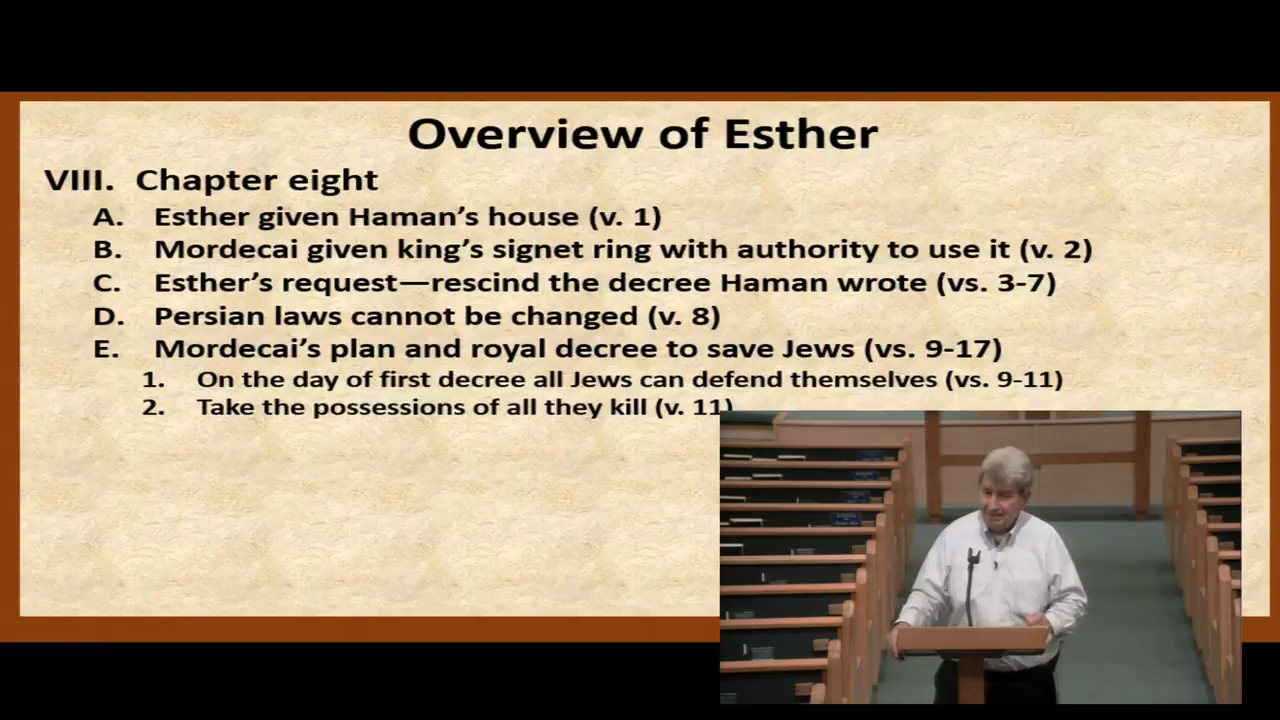 Overview of Esther
VIII. Chapter eight
A. Esther given Haman’s house (v. 1)
B. Mordecai given king’s signet ring with authority to use it (v. 2)
C. Esther’s request—rescind the decree Haman wrote (vs. 3-7)
D. Persian laws cannot be changed (v. 8)
E. Mordecai’s plan and royal decree to save Jews (vs. 9-17)
1. On the day of first decree all Jews can defend themselves (vs. 9-11)
2. Take the possessions of all they kill (v. 11)